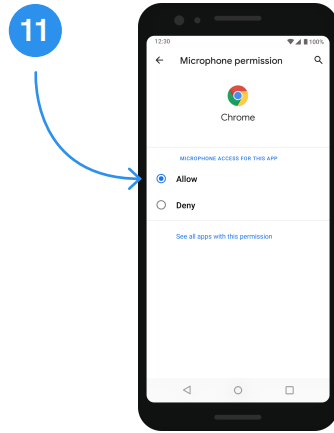 11
12:30
100%
Microphone permission
Chrome
MICROPHONE ACCESS FOR THIS APP
Allow
Deny
See all apps with this permission